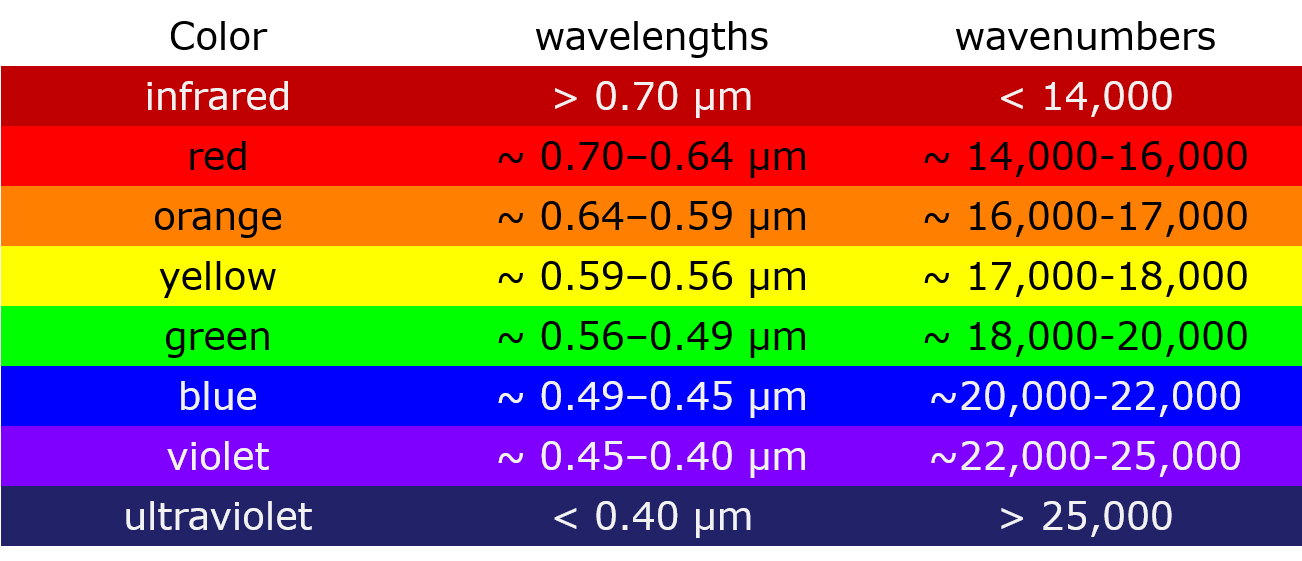 Color wavelengths wavenumbers
infrared > 0.70 μm < 14,000
red ~ 0.70–0.64 μm ~ 14,000-16,000
orange ~ 0.64–0.59 μm ~ 16,000-17,000
yellow ~ 0.59–0.56 μm ~ 17,000-18,000
green ~ 0.56–0.49 μm ~ 18,000-20,000
blue ~ 0.49–0.45 μm ~20,000-22,000
violet ~ 0.45–0.40 μm ~22,000-25,000
ultraviolet < 0.40 μm > 25,000